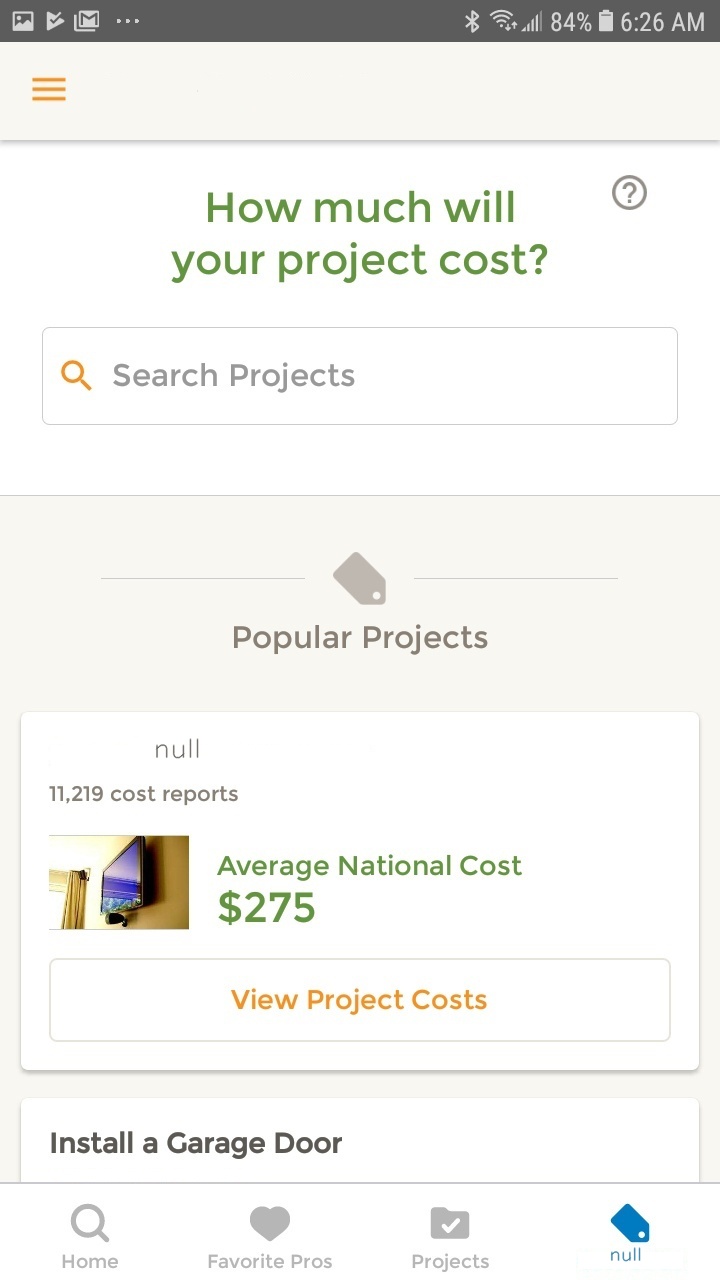 84% 6:26 AM
How much will
your project cost?
Search Projects
Popular Projects
null
11,219 cost reports
Average National Cost
$275
View Project Costs
Install a Garage Door
Home
Favorite Pros
Projects
null